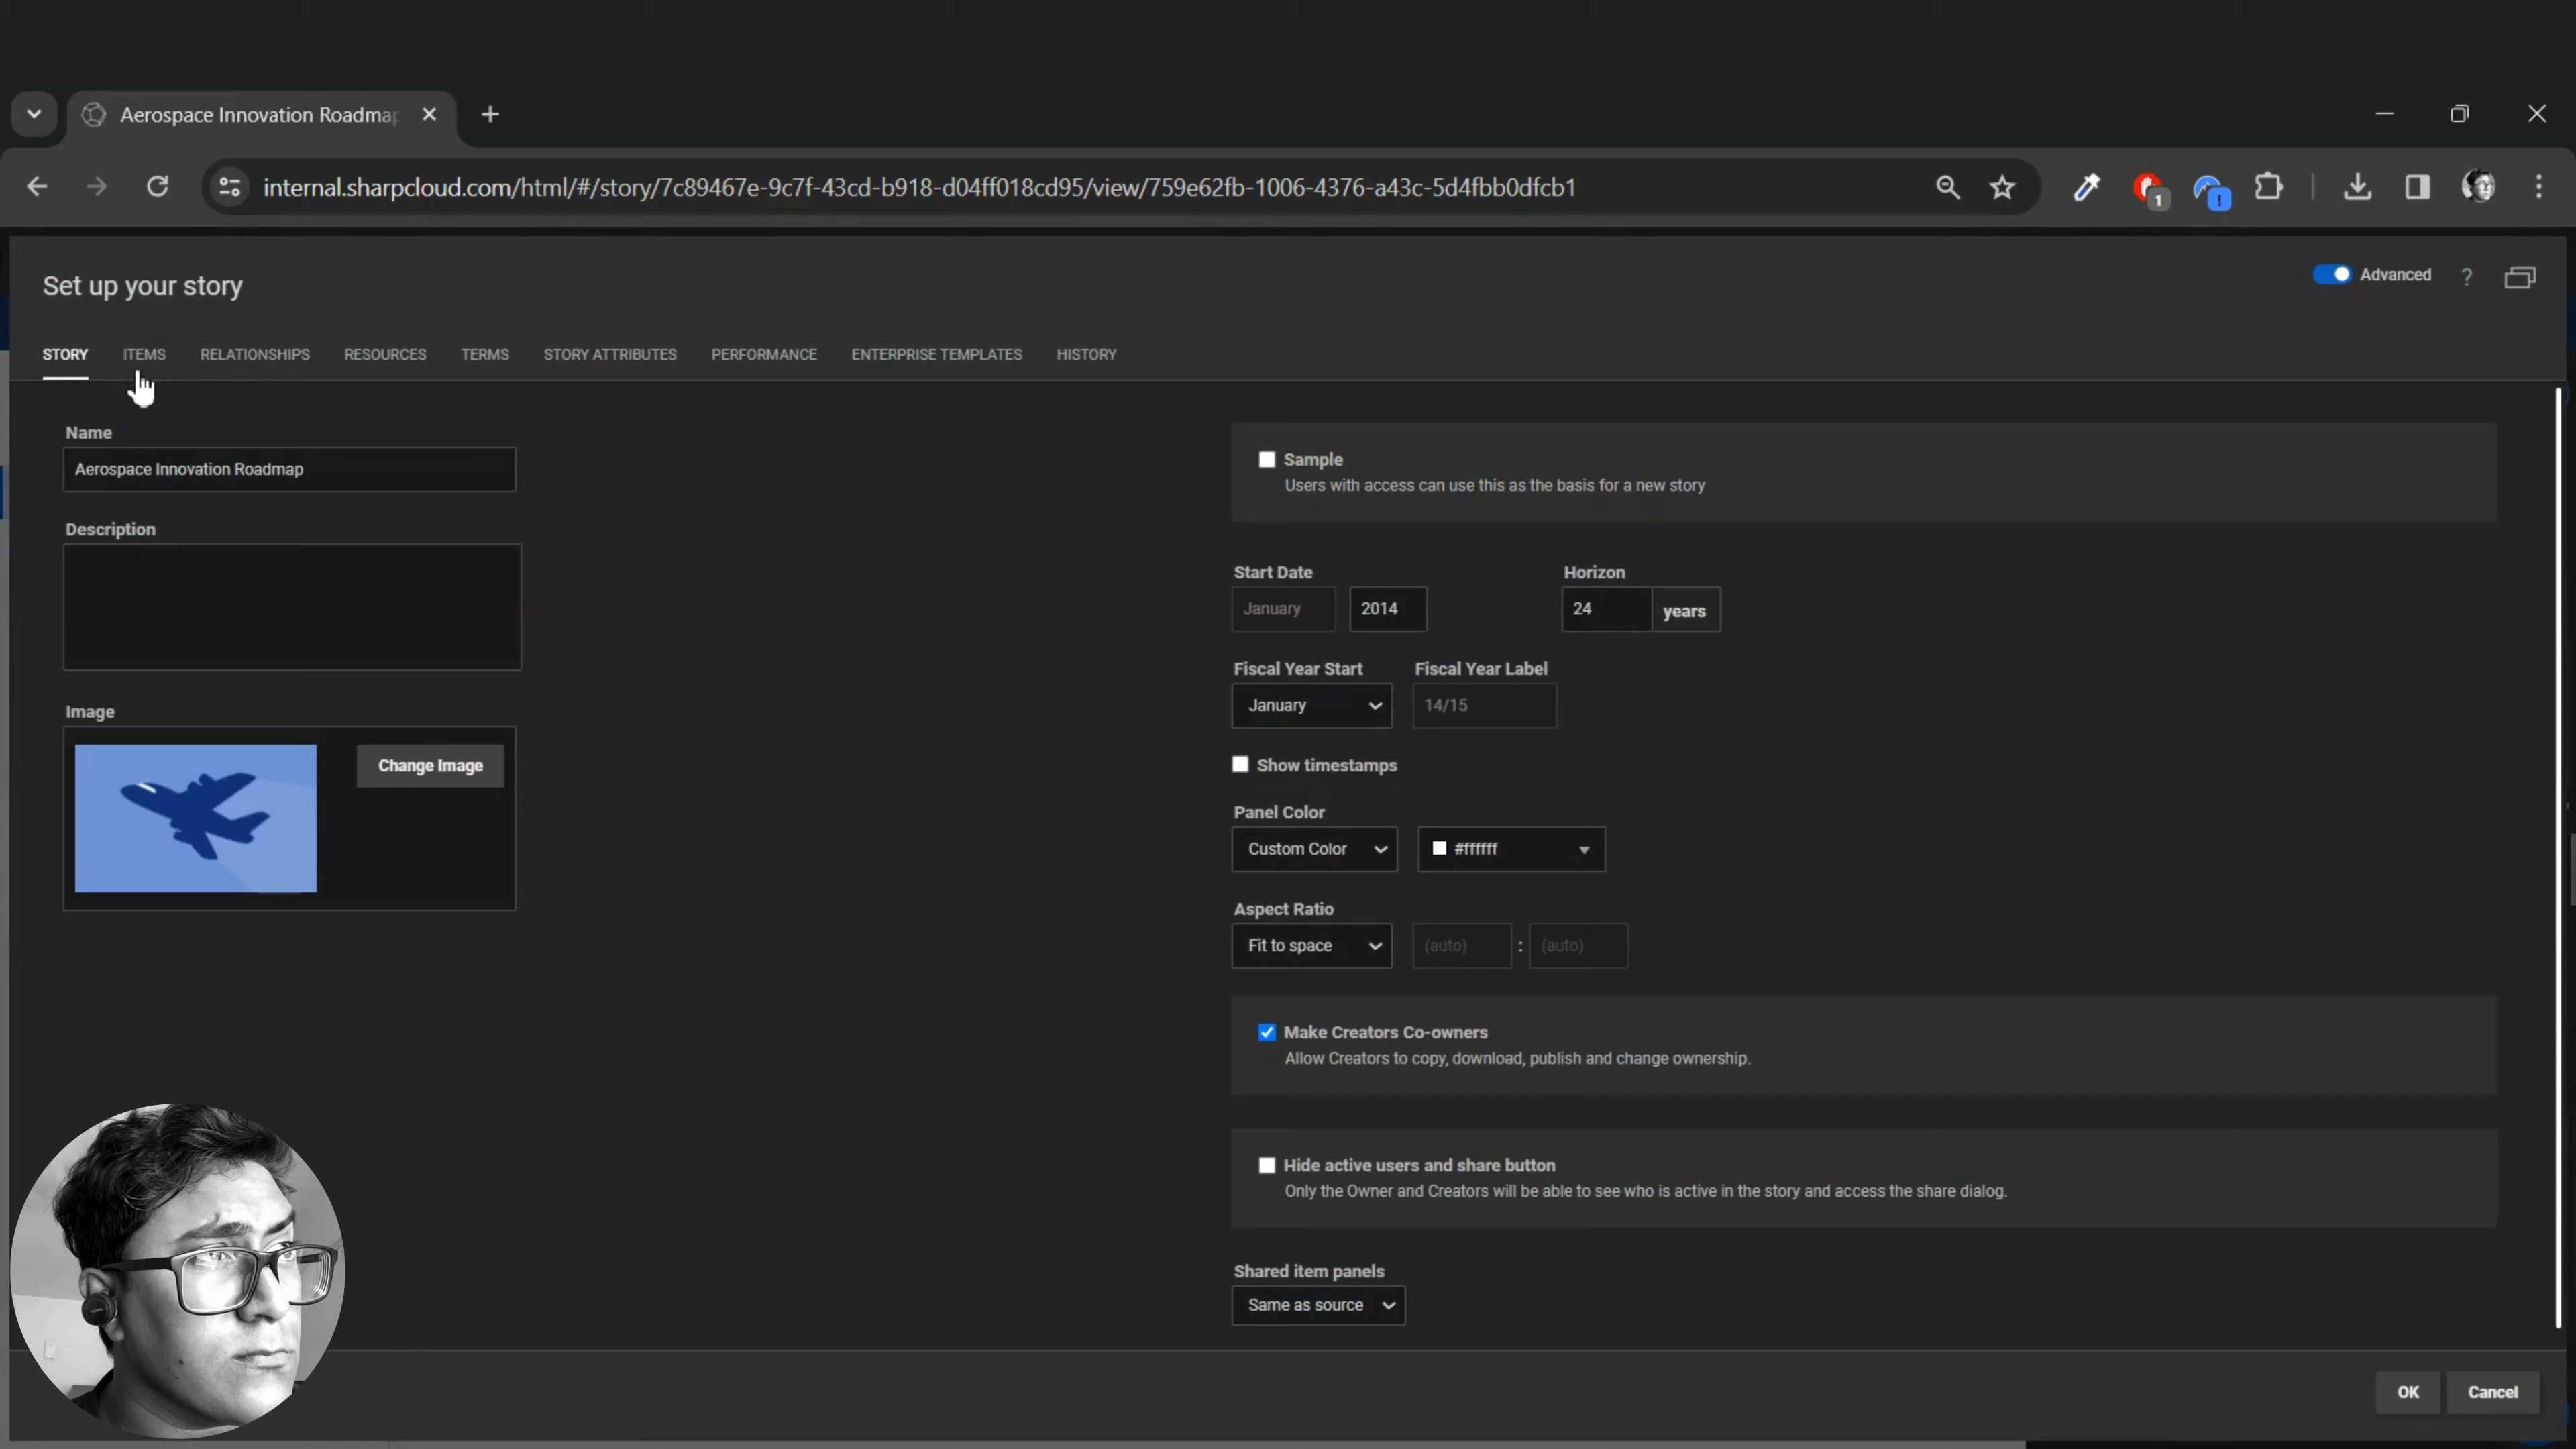 Aerospace Innovation Roadmap
internal.sharpcloud.com/html/#/story/7c89467e-9c7f-43cd-b918-d04ff018cd95/view/759e62fb-1006-4376-a43c-5d4fbb0dfcb1
1
!
Set up your story
Advanced
?
STORY ITEMS RELATIONSHIPS RESOURCES TERMS STORY ATTRIBUTES PERFORMANCE ENTERPRISE TEMPLATES HISTORY
Name
Aerospace Innovation Roadmap
Description
Image
Change Image
Sample
Users with access can use this as the basis for a new story
Start Date Horizon
January 2014 24 years
Fiscal Year Start Fiscal Year Label
January 14/15
Show timestamps
Panel Color
Custom Color #ffffff
Aspect Ratio
Fit to space (auto) : (auto)
Make Creators Co-owners
Allow Creators to copy, download, publish and change ownership.
Hide active users and share button
Only the Owner and Creators will be able to see who is active in the story and access the share dialog.
Shared item panels
Same as source
OK Cancel